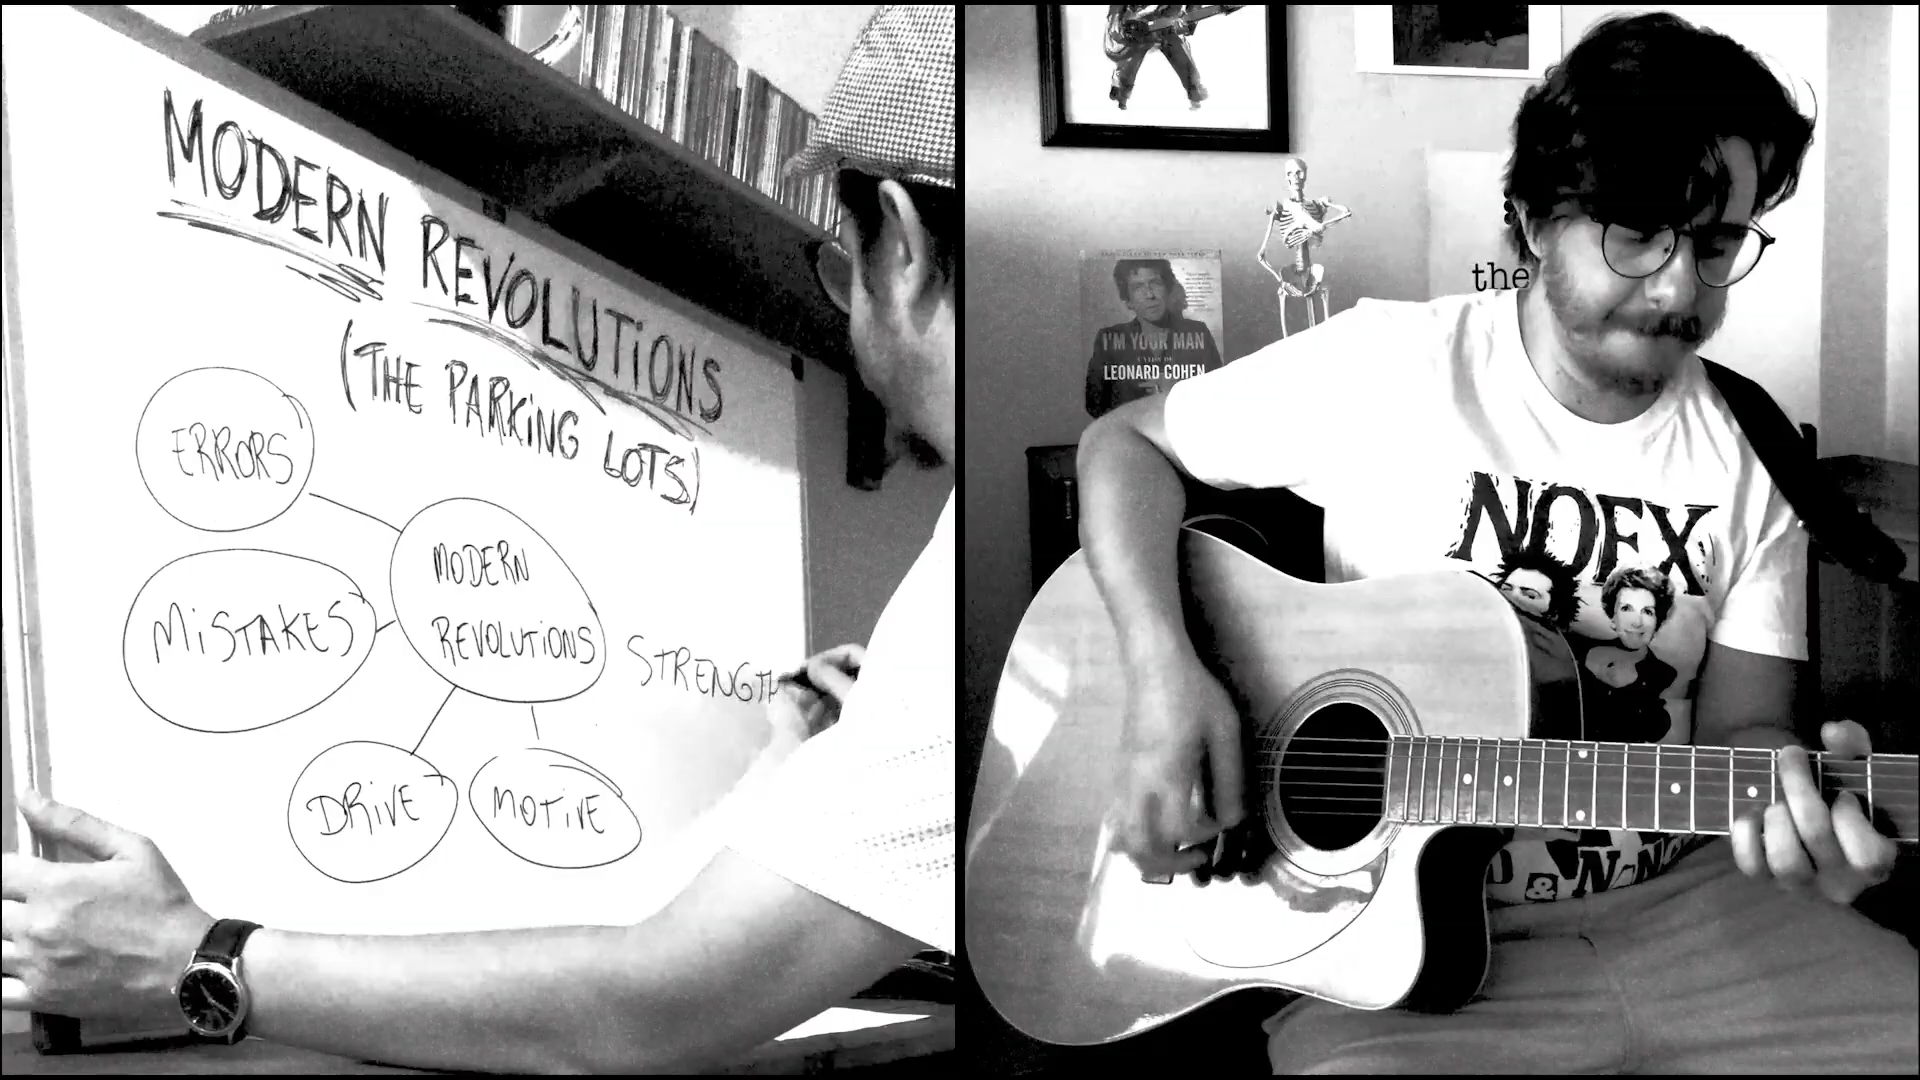 MODERN REVOLUTIONS
(THE PARKING LOTS)
ERRORS
MODERN
REVOLUTIONS
MISTAKES
STRENGTH
DRIVE
MOTIVE
the
I'M YOUR MAN
LEONARD COHEN
NOFX
&